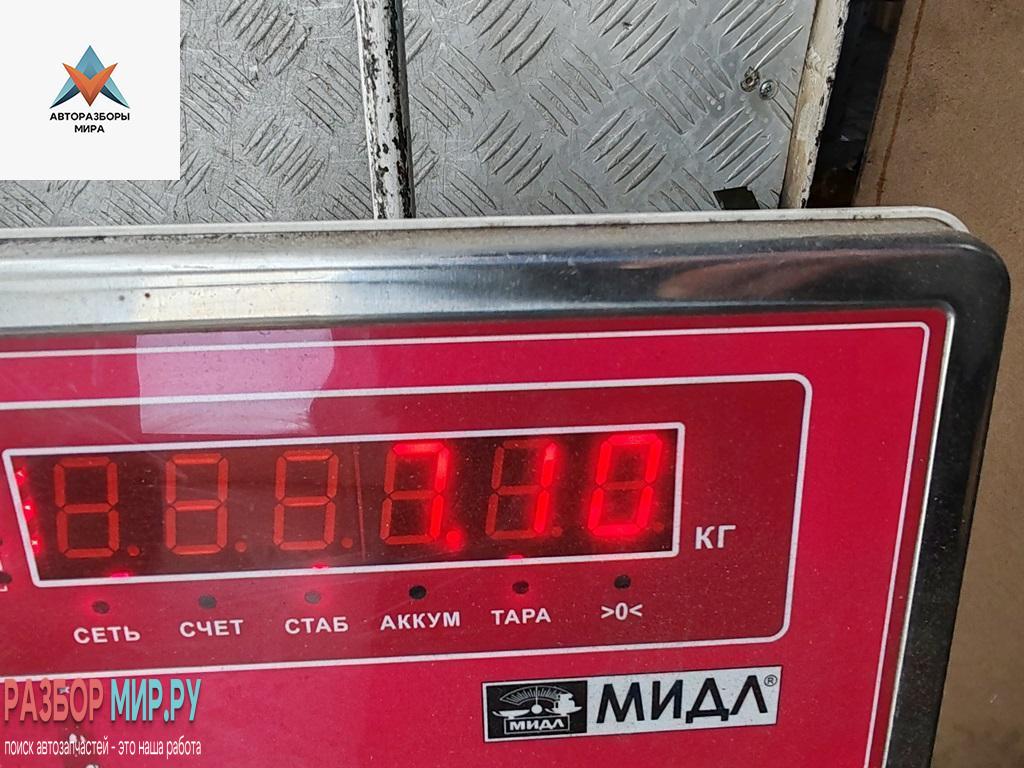 АВТОРАЗБОРЫ
МИРА
7.10
КГ
СЕТЬ СЧЕТ СТАБ АККУМ ТАРА >0<
РАЗБОР МИР.РУ
поиск автозапчастей - это наша работа
МИДЛ МИДЛ®